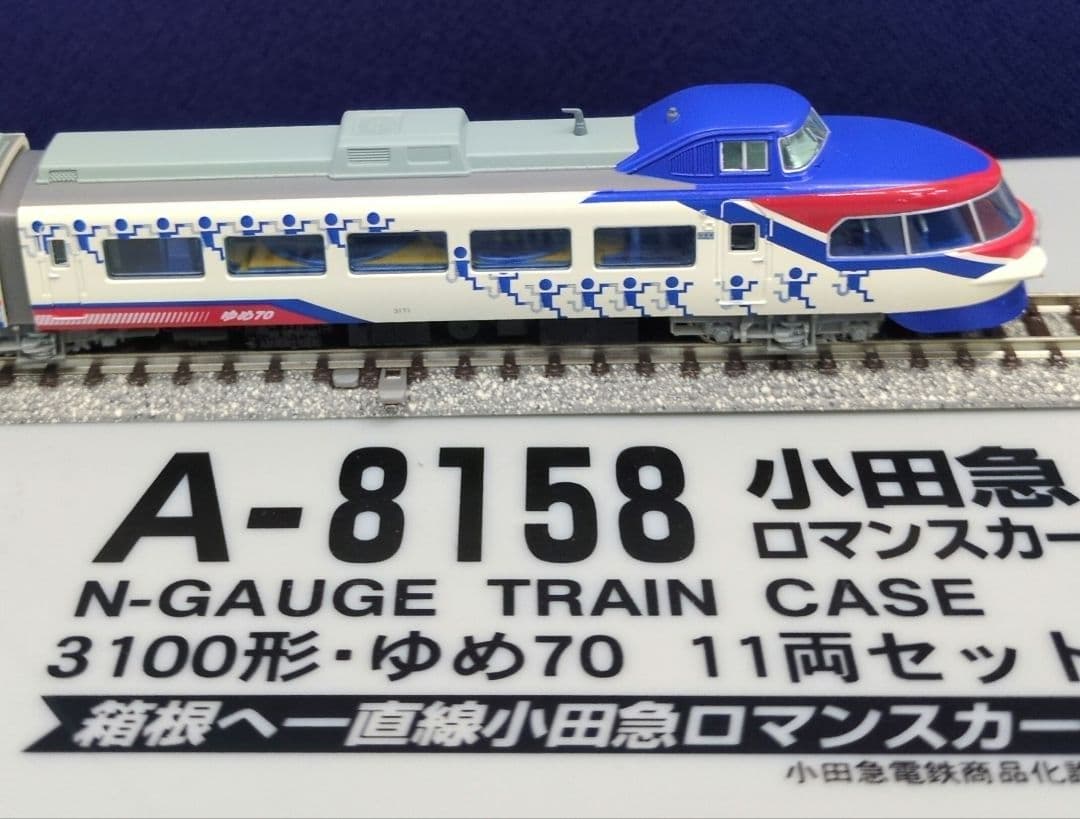 ゆめ70
3171
A-8158 小田急
ロマンスカー
N-GAUGE TRAIN CASE
3100形・ゆめ70 11両セット
箱根へ一直線小田急ロマンスカー
小田急電鉄商品化許